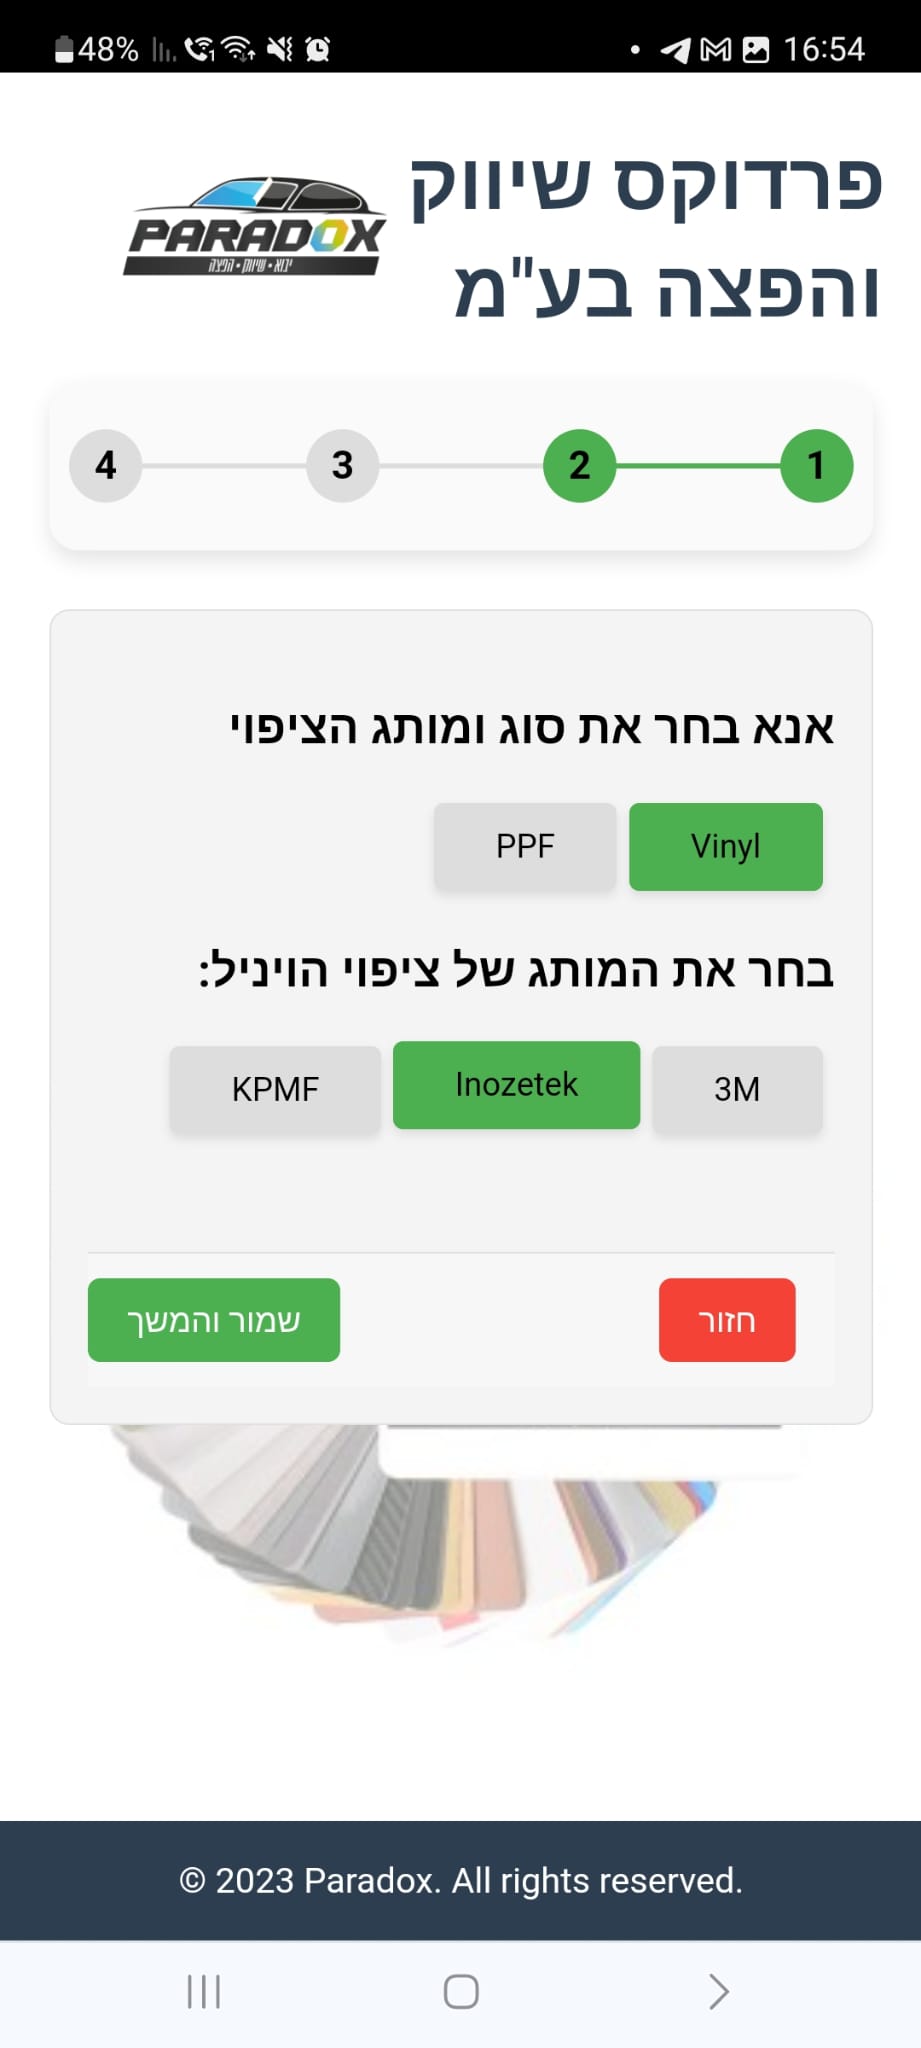 48%
16:54
פרדוקס שיווק
והפצה בע"מ
PARADOX
יבוא • שיווק • הפצה
1
2
3
4
אנא בחר את סוג ומותג הציפוי
Vinyl
PPF
בחר את המותג של ציפוי הויניל:
3M
Inozetek
KPMF
חזור
שמור והמשך
© 2023 Paradox. All rights reserved.